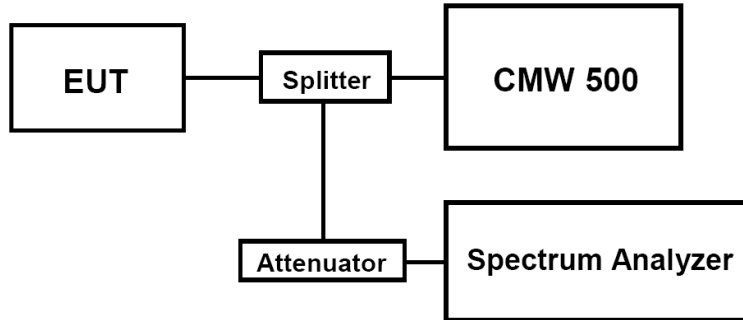 EUT
Splitter
CMW 500
Attenuator
Spectrum Analyzer